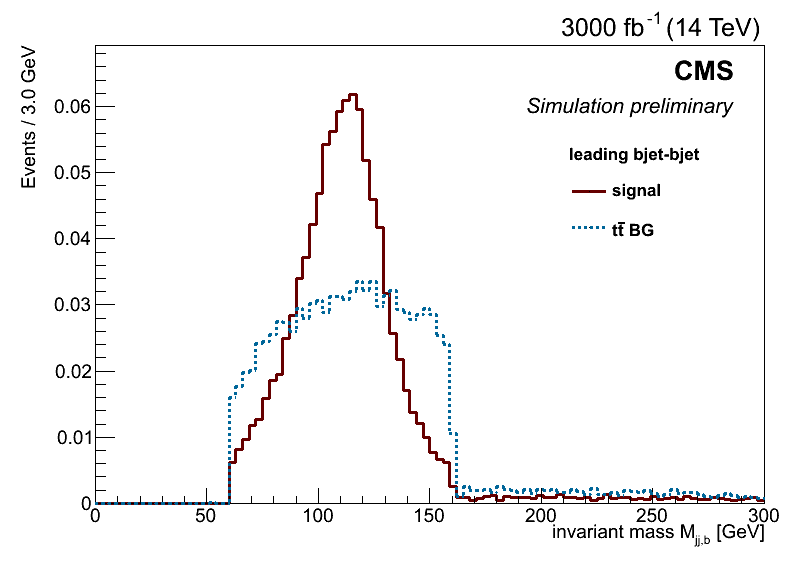 3000 fb-1 (14 TeV)
CMS
Simulation preliminary
leading bjet-bjet
signal
tt̄ BG
Events / 3.0 GeV
0.06
0.05
0.04
0.03
0.02
0.01
0
0 50 100 150 200 250 300
invariant mass Mjj,b [GeV]